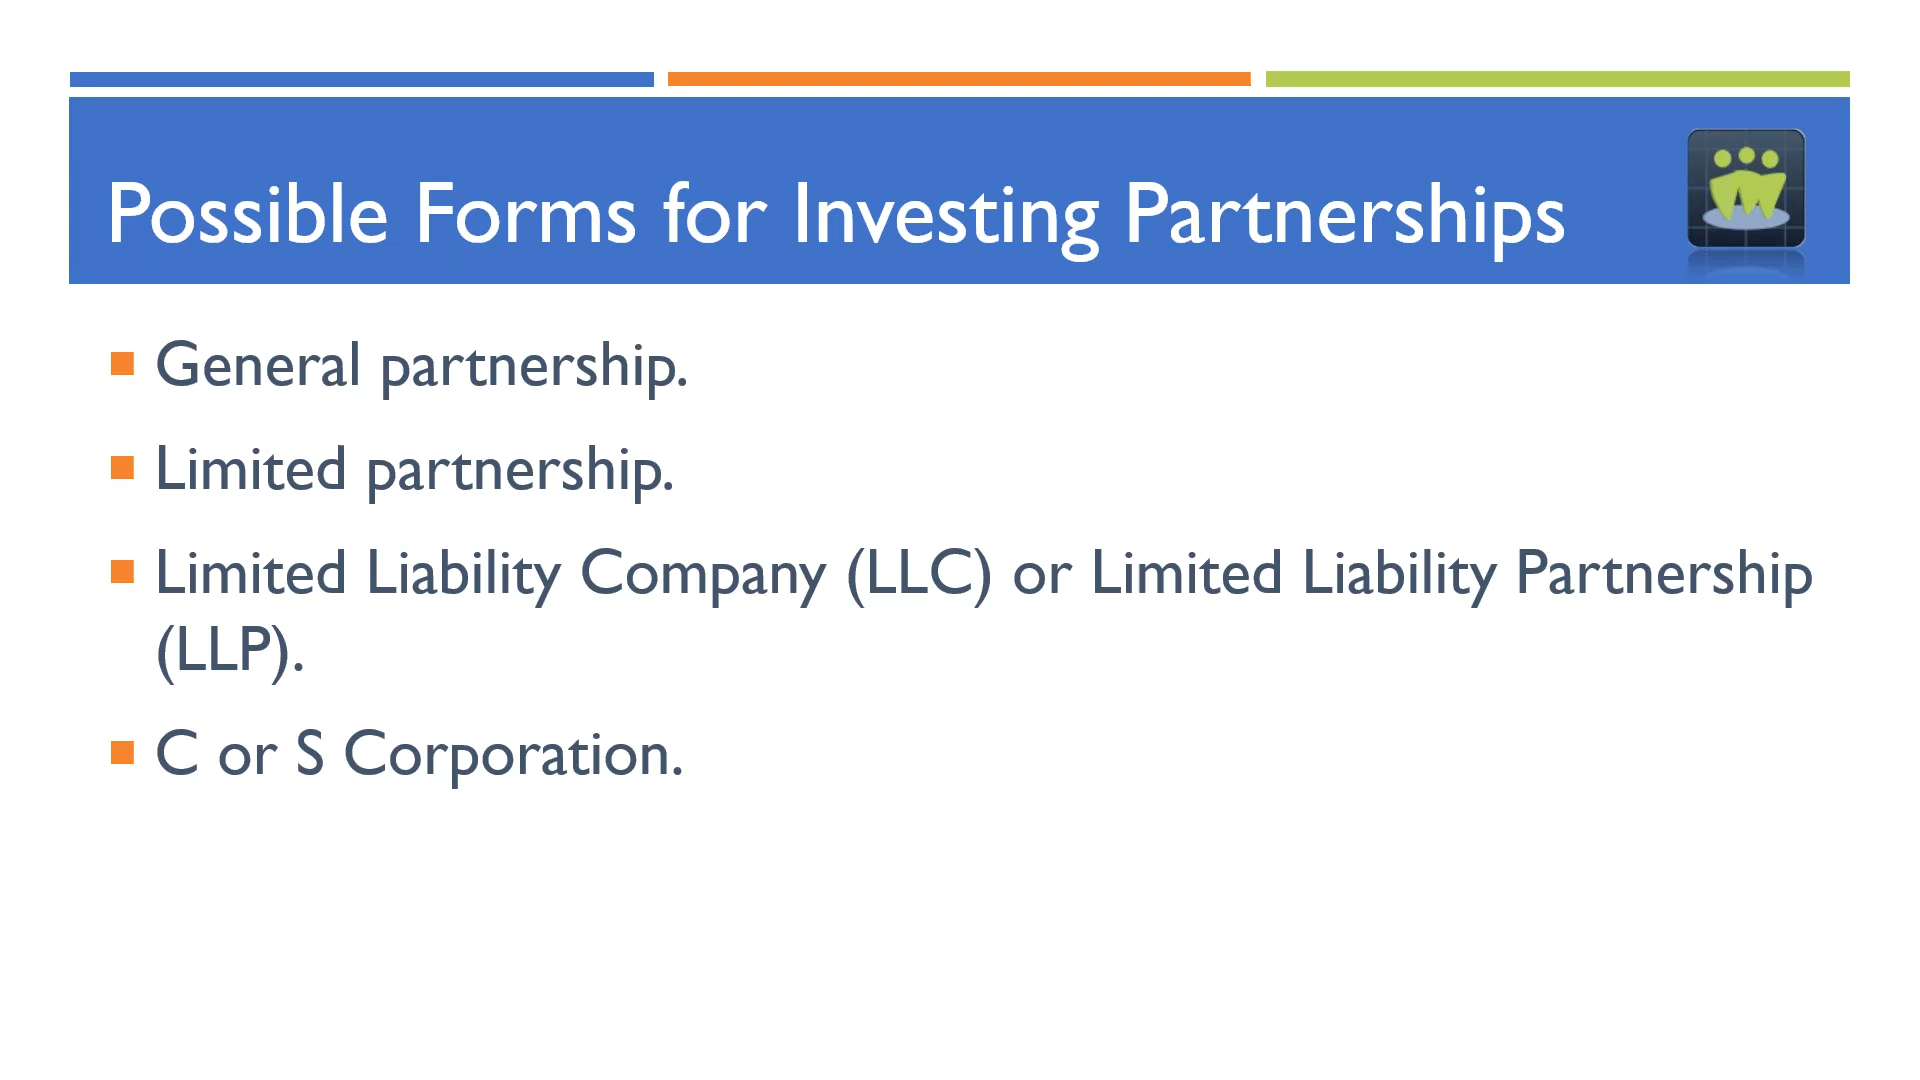 Possible Forms for Investing Partnerships
General partnership.
Limited partnership.
Limited Liability Company (LLC) or Limited Liability Partnership
(LLP).
C or S Corporation.